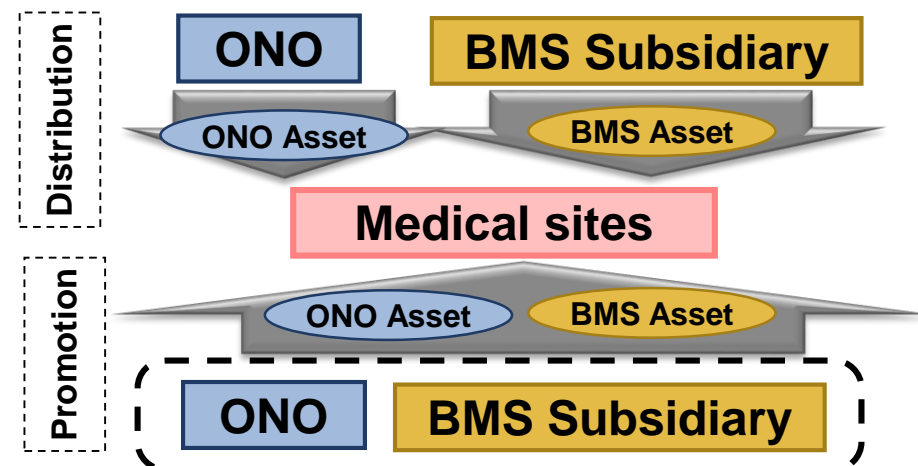 Distribution
ONO
BMS Subsidiary
ONO Asset
BMS Asset
Medical sites
Promotion
ONO Asset
BMS Asset
ONO
BMS Subsidiary